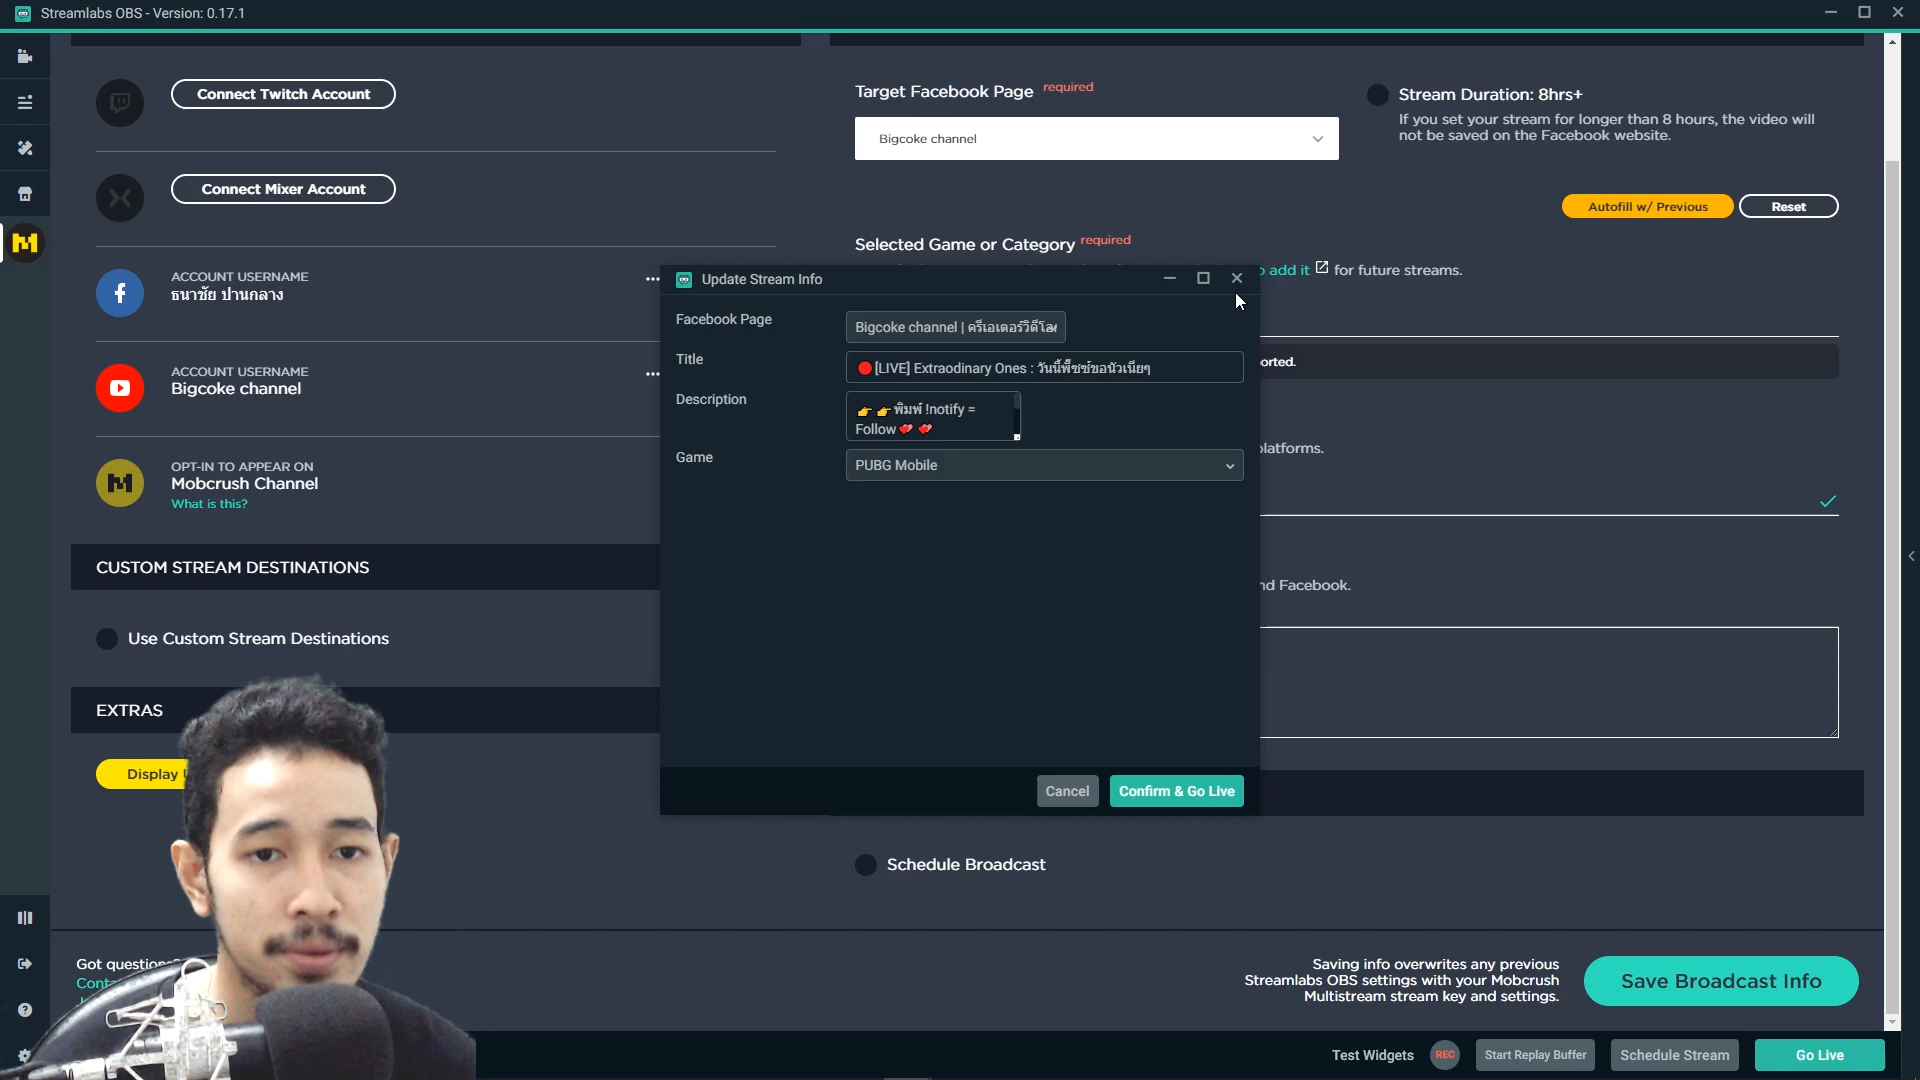 Streamlabs OBS - Version: 0.17.1
Connect Twitch Account
Connect Mixer Account
ACCOUNT USERNAME
ธนาชัย ปานกลาง
ACCOUNT USERNAME
Bigcoke channel
OPT-IN TO APPEAR ON
Mobcrush Channel
What is this?
CUSTOM STREAM DESTINATIONS
Use Custom Stream Destinations
EXTRAS
Display
Got question
Target Facebook Page required
Bigcoke channel
Stream Duration: 8hrs+
If you set your stream for longer than 8 hours, the video will
not be saved on the Facebook website.
Autofill w/ Previous
Reset
Selected Game or Category required
add it for future streams.
orted.
latforms.
nd Facebook.
Update Stream Info
Facebook Page
Bigcoke channel | ครีเอเตอร์วิดีโอ
Title
🔴[LIVE] Extraodinary Ones : วันนี้พี๊ซซ์ขอนัวเนียๆ
Description
👉 👉พิมพ์ !notify =
Follow💕 💕
Game
PUBG Mobile
Cancel
Confirm & Go Live
Schedule Broadcast
Saving info overwrites any previous
Streamlabs OBS settings with your Mobcrush
Multistream stream key and settings.
Save Broadcast Info
Test Widgets
REC
Start Replay Buffer
Schedule Stream
Go Live